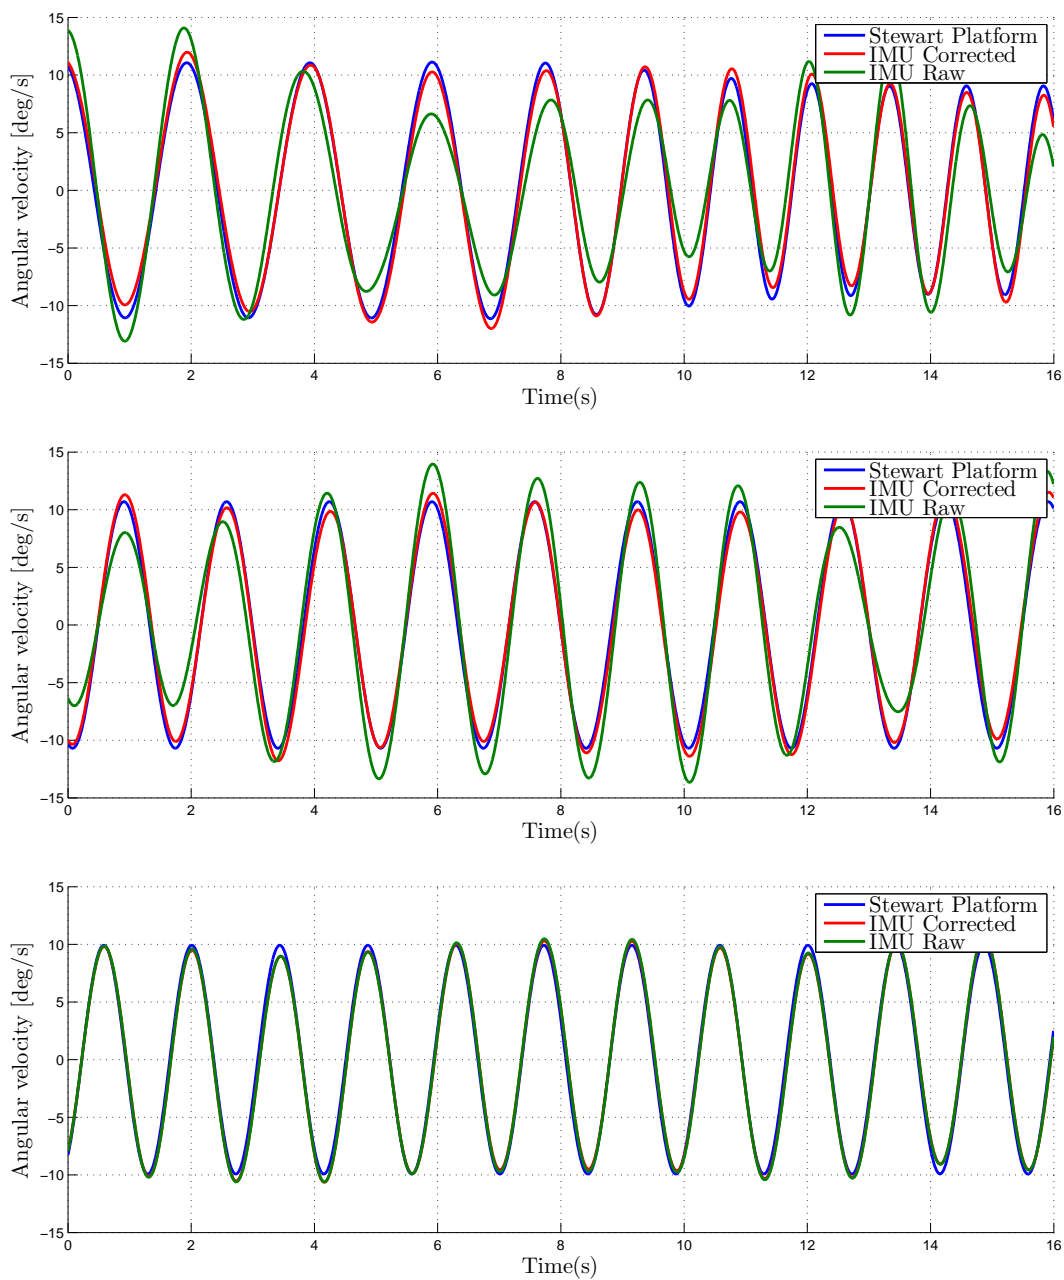 15
10
5
0
−5
−10
−15
Angular velocity [deg/s]
Stewart Platform
IMU Corrected
IMU Raw
0 2 4 6 8 10 12 14 16
Time(s)
15
10
5
0
−5
−10
−15
Angular velocity [deg/s]
Stewart Platform
IMU Corrected
IMU Raw
0 2 4 6 8 10 12 14 16
Time(s)
15
10
5
0
−5
−10
−15
Angular velocity [deg/s]
Stewart Platform
IMU Corrected
IMU Raw
0 2 4 6 8 10 12 14 16
Time(s)